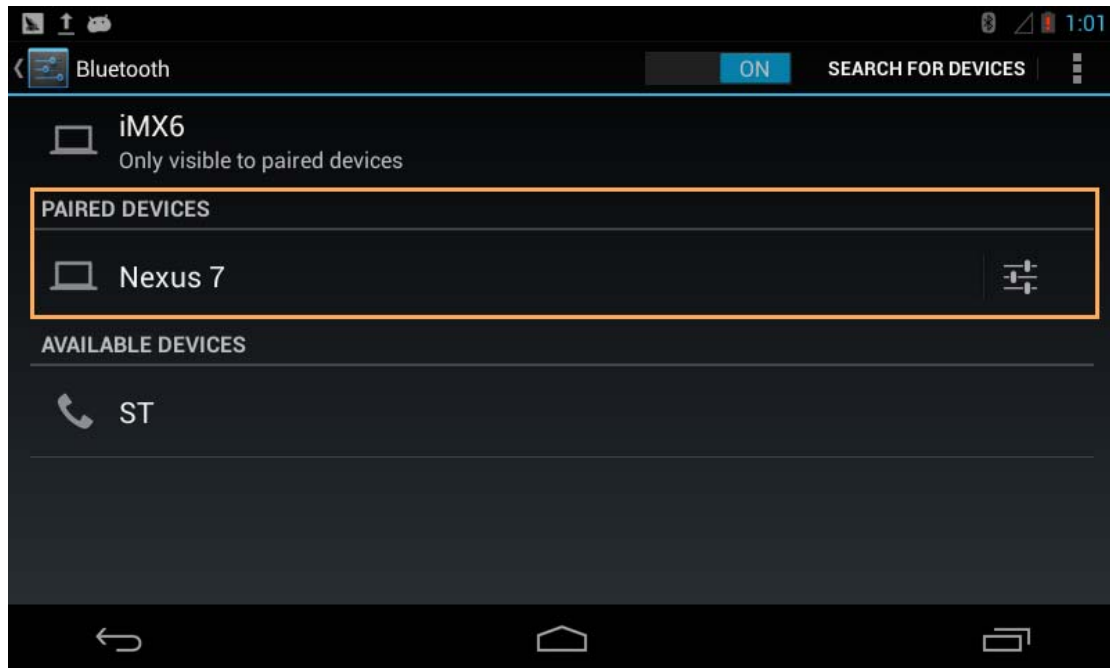 1:01
Bluetooth
ON
SEARCH FOR DEVICES
iMX6
Only visible to paired devices
PAIRED DEVICES
Nexus 7
AVAILABLE DEVICES
ST